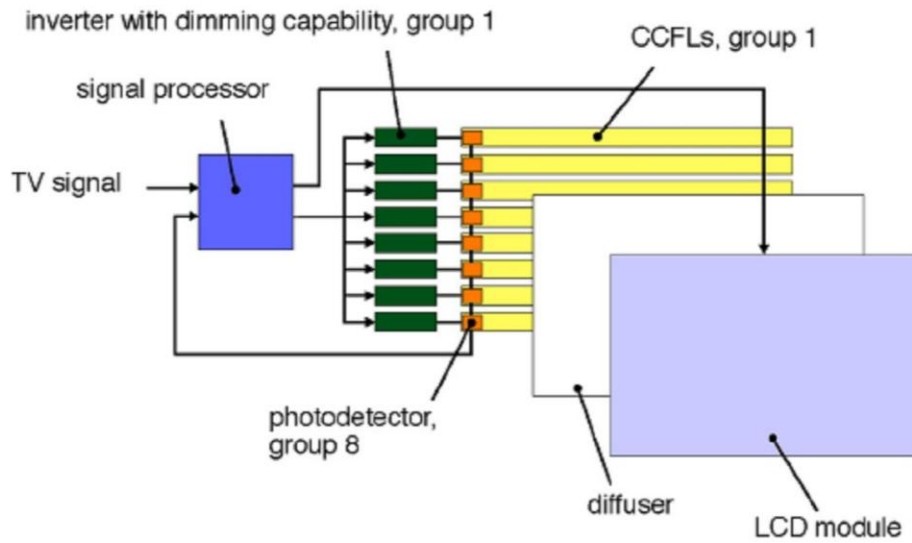 inverter with dimming capability, group 1
CCFLs, group 1
signal processor
TV signal
photodetector,
group 8
diffuser
LCD module